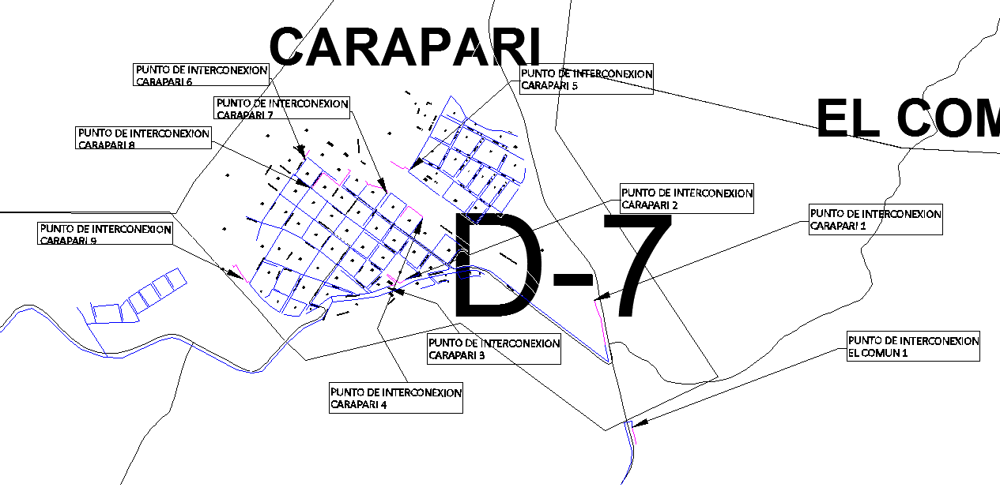 CARAPARI
PUNTO DE INTERCONEXION
CARAPARI 6
PUNTO DE INTERCONEXION
CARAPARI 5
PUNTO DE INTERCONEXION
CARAPARI 7
EL COM
PUNTO DE INTERCONEXION
CARAPARI 8
PUNTO DE INTERCONEXION
CARAPARI 2
PUNTO DE INTERCONEXION
CARAPARI 1
PUNTO DE INTERCONEXION
CARAPARI 9
D-7
PUNTO DE INTERCONEXION
CARAPARI 3
PUNTO DE INTERCONEXION
EL COMUN 1
PUNTO DE INTERCONEXION
CARAPARI 4